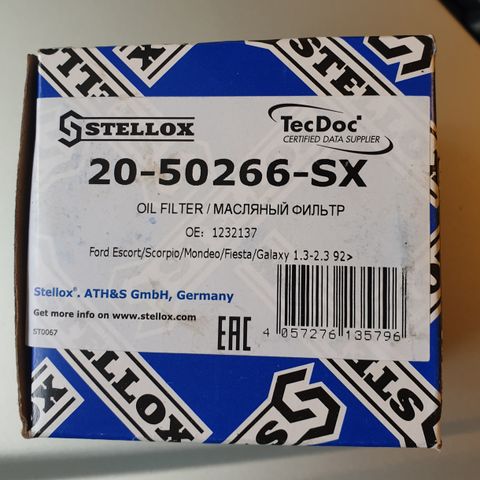 STELLOX
TecDoc
CERTIFIED DATA SUPPLIER
20-50266-SX
OIL FILTER / МАСЛЯНЫЙ ФИЛЬТР
OE: 1232137
Ford Escort/Scorpio/Mondeo/Fiesta/Galaxy 1.3-2.3 92>
Stellox®. ATH&S GmbH, Germany
Get more info on www.stellox.com
ST0067
EAC
4 057276 135796